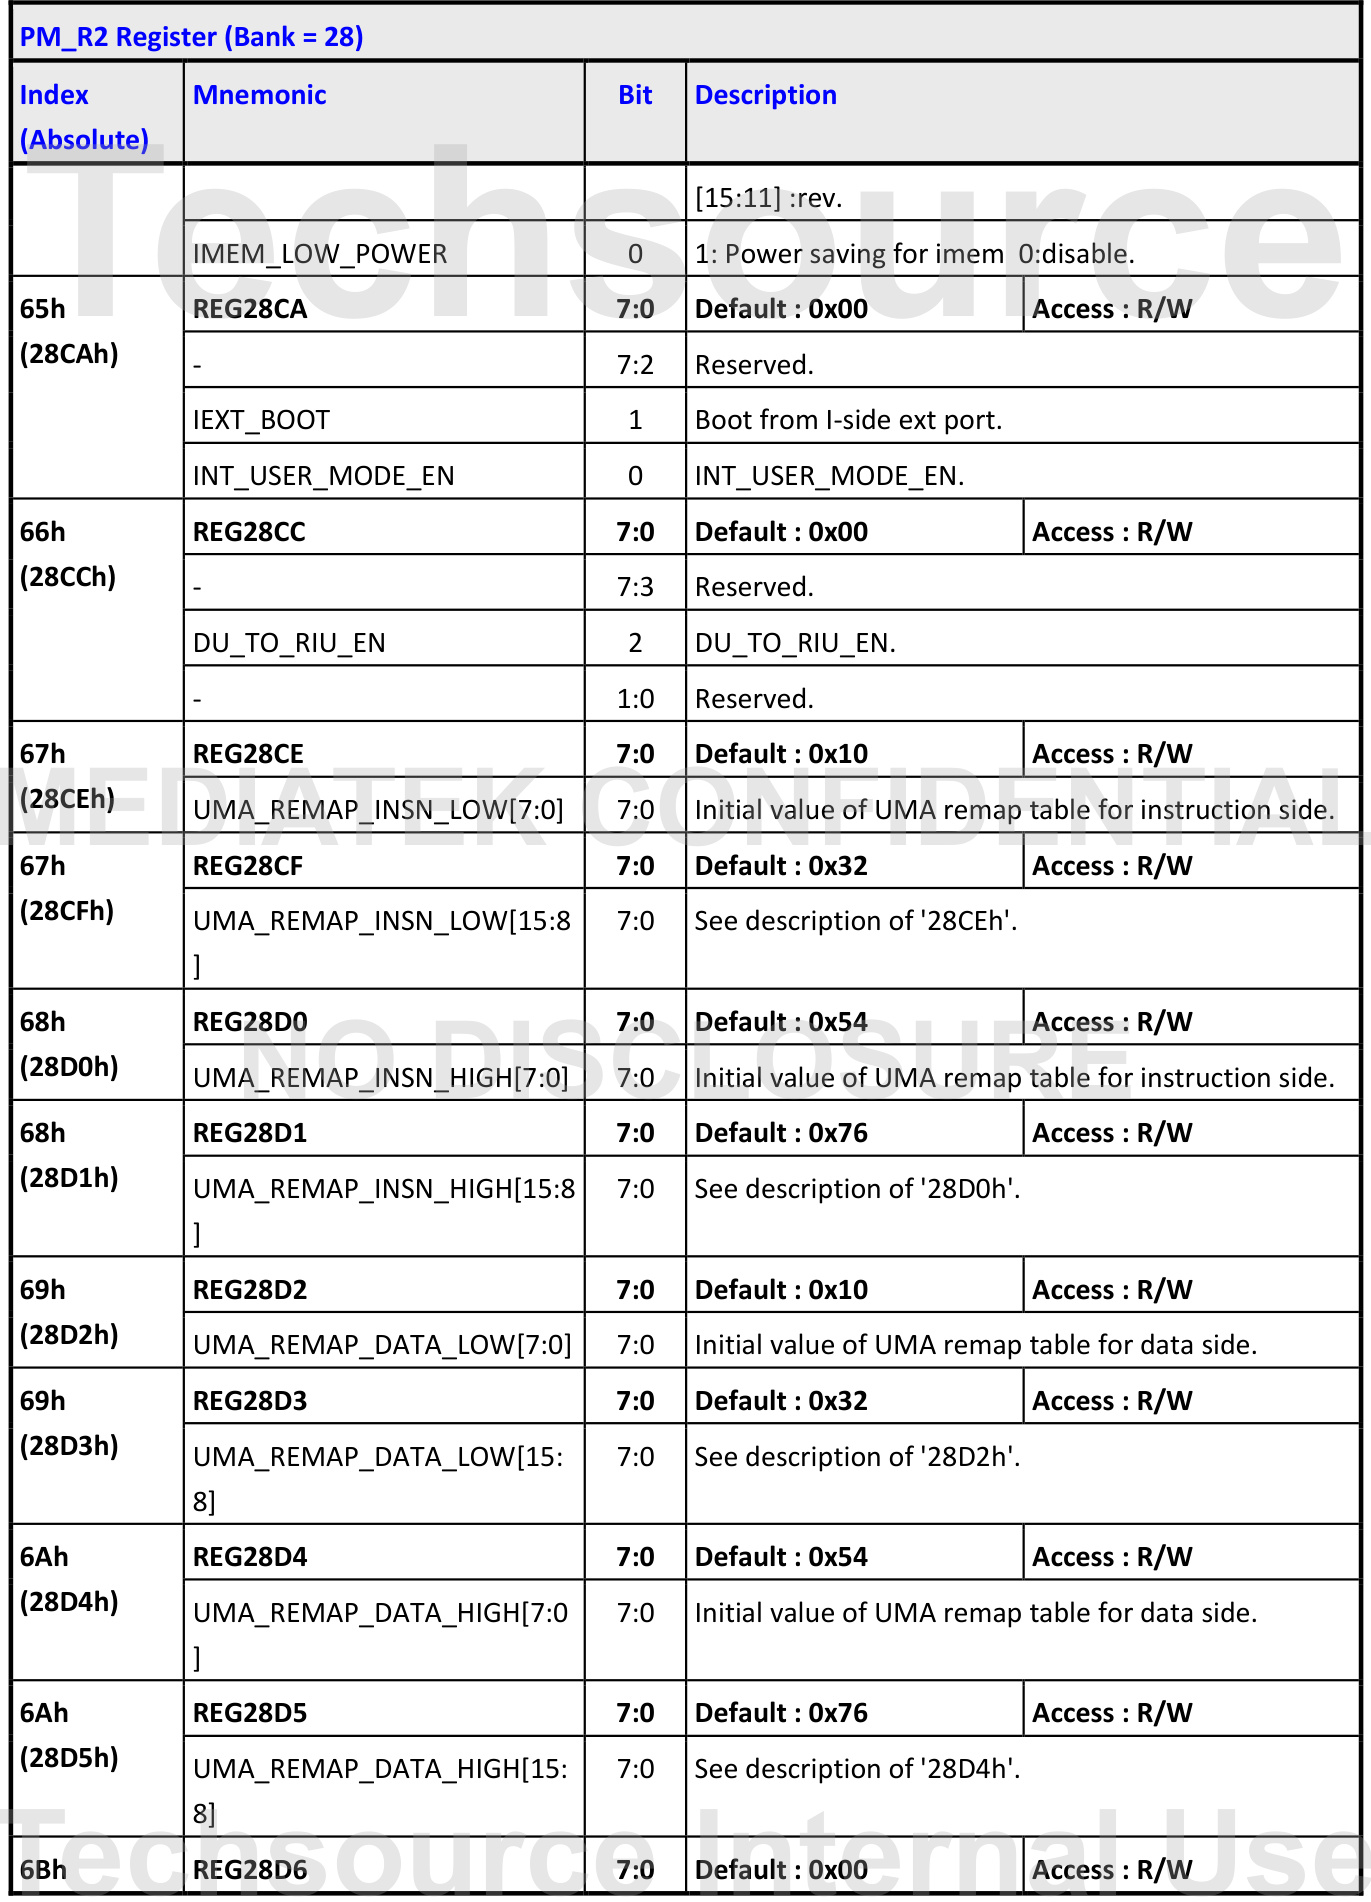 PM_R2 Register (Bank = 28)
Index Mnemonic Bit Description
(Absolute)
[15:11] :rev.
IMEM_LOW_POWER 0 1: Power saving for imem 0:disable.
65h REG28CA 7:0 Default : 0x00 Access : R/W
(28CAh)
- 7:2 Reserved.
IEXT_BOOT 1 Boot from I-side ext port.
INT_USER_MODE_EN 0 INT_USER_MODE_EN.
66h REG28CC 7:0 Default : 0x00 Access : R/W
(28CCh)
- 7:3 Reserved.
DU_TO_RIU_EN 2 DU_TO_RIU_EN.
- 1:0 Reserved.
67h REG28CE 7:0 Default : 0x10 Access : R/W
(28CEh)
UMA_REMAP_INSN_LOW[7:0] 7:0 Initial value of UMA remap table for instruction side.
67h REG28CF 7:0 Default : 0x32 Access : R/W
(28CFh)
UMA_REMAP_INSN_LOW[15:8 7:0 See description of '28CEh'.
]
68h REG28D0 7:0 Default : 0x54 Access : R/W
(28D0h)
UMA_REMAP_INSN_HIGH[7:0] 7:0 Initial value of UMA remap table for instruction side.
68h REG28D1 7:0 Default : 0x76 Access : R/W
(28D1h)
UMA_REMAP_INSN_HIGH[15:8 7:0 See description of '28D0h'.
]
69h REG28D2 7:0 Default : 0x10 Access : R/W
(28D2h)
UMA_REMAP_DATA_LOW[7:0] 7:0 Initial value of UMA remap table for data side.
69h REG28D3 7:0 Default : 0x32 Access : R/W
(28D3h)
UMA_REMAP_DATA_LOW[15: 7:0 See description of '28D2h'.
8]
6Ah REG28D4 7:0 Default : 0x54 Access : R/W
(28D4h)
UMA_REMAP_DATA_HIGH[7:0 7:0 Initial value of UMA remap table for data side.
]
6Ah REG28D5 7:0 Default : 0x76 Access : R/W
(28D5h)
UMA_REMAP_DATA_HIGH[15: 7:0 See description of '28D4h'.
8]
6Bh REG28D6 7:0 Default : 0x00 Access : R/W
Techsource
MEDIATEK CONFIDENTIAL
NO DISCLOSURE
Techsource Internal Use